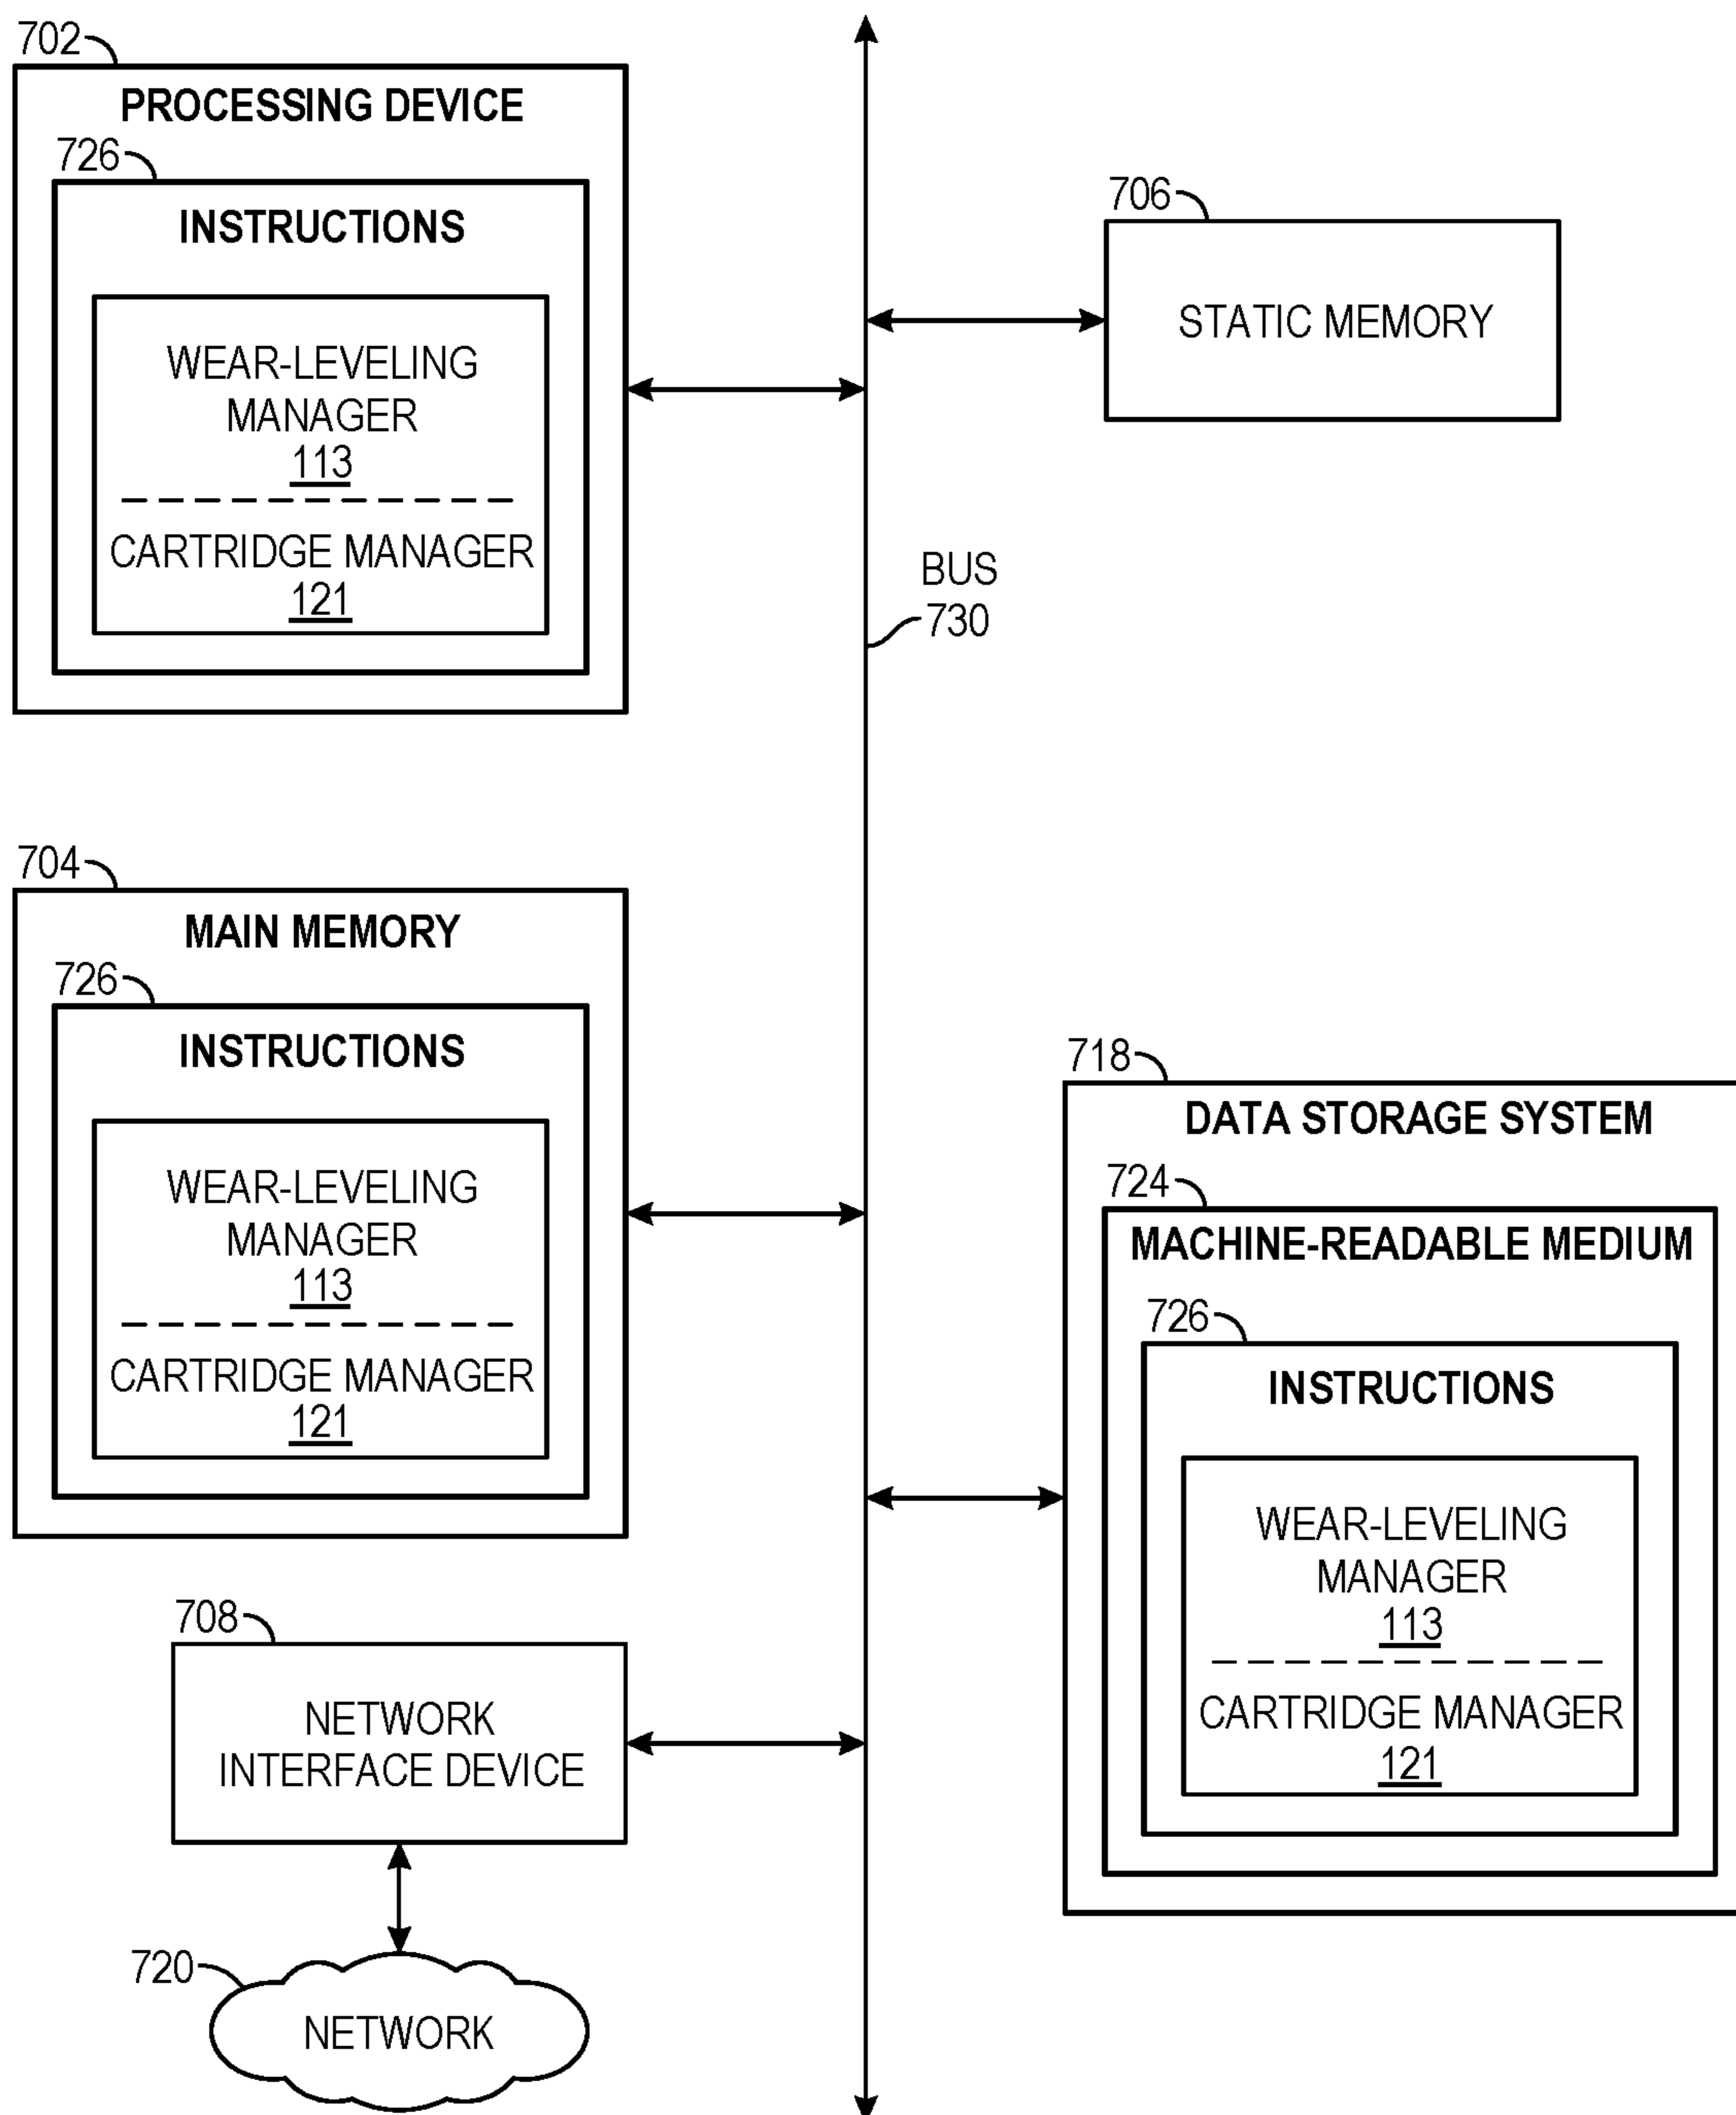 702
PROCESSING DEVICE
726
INSTRUCTIONS
WEAR-LEVELING
MANAGER
113
CARTRIDGE MANAGER
121
706
STATIC MEMORY
BUS
730
704
MAIN MEMORY
726
INSTRUCTIONS
WEAR-LEVELING
MANAGER
113
CARTRIDGE MANAGER
121
718
DATA STORAGE SYSTEM
724
MACHINE-READABLE MEDIUM
726
INSTRUCTIONS
WEAR-LEVELING
MANAGER
113
CARTRIDGE MANAGER
121
708
NETWORK
INTERFACE DEVICE
720
NETWORK